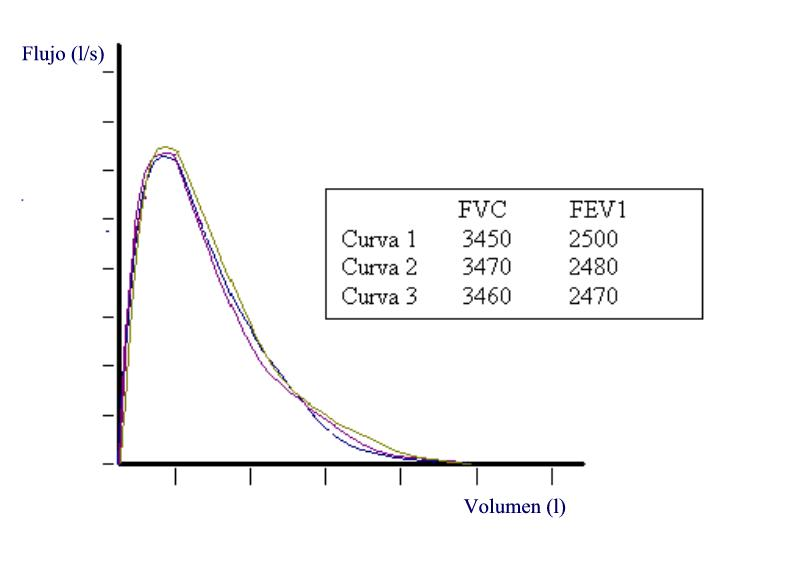 Flujo (l/s)
FVC FEV1
Curva 1 3450 2500
Curva 2 3470 2480
Curva 3 3460 2470
Volumen (l)